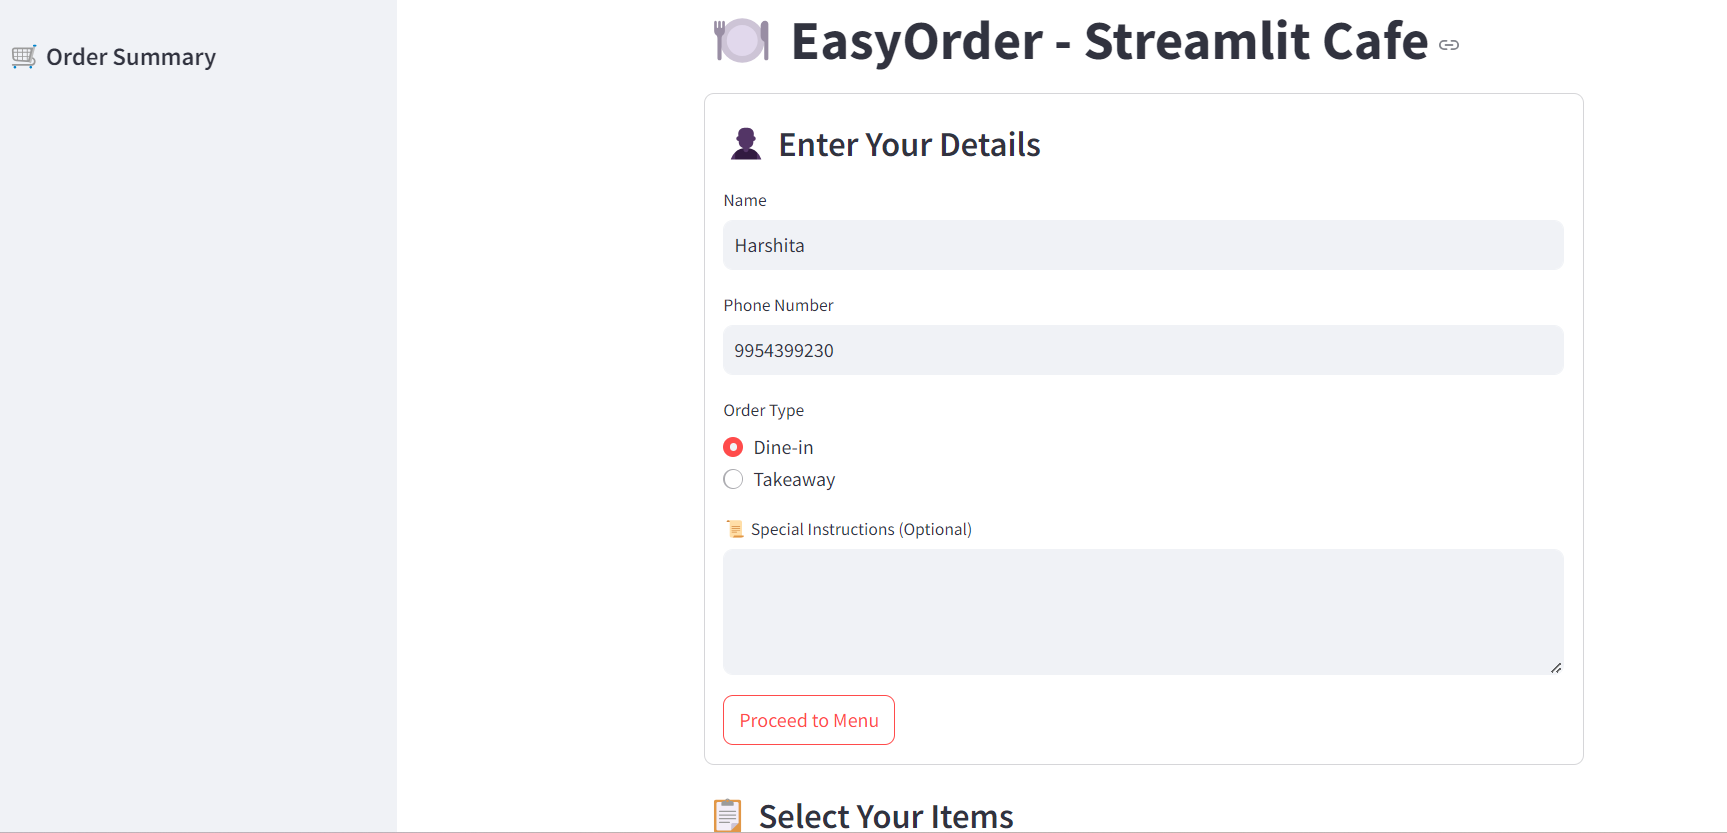 Order Summary
EasyOrder - Streamlit Cafe
Enter Your Details
Name
Harshita
Phone Number
9954399230
Order Type
Dine-in
Takeaway
Special Instructions (Optional)
Proceed to Menu
Select Your Items